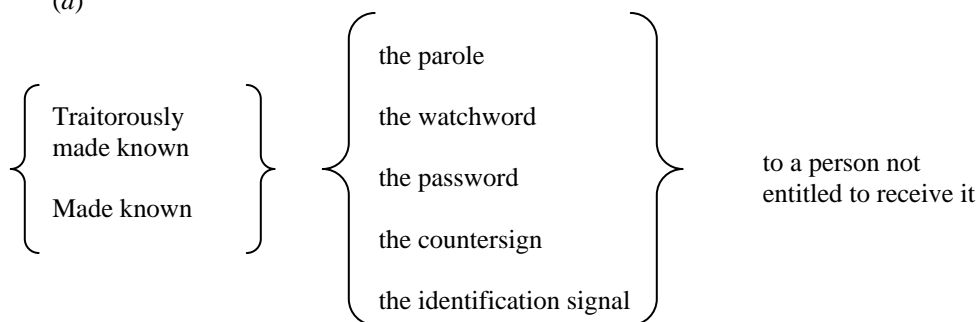 (a)
Traitorously
made known
Made known
the parole
the watchword
the password
the countersign
the identification signal
to a person not
entitled to receive it